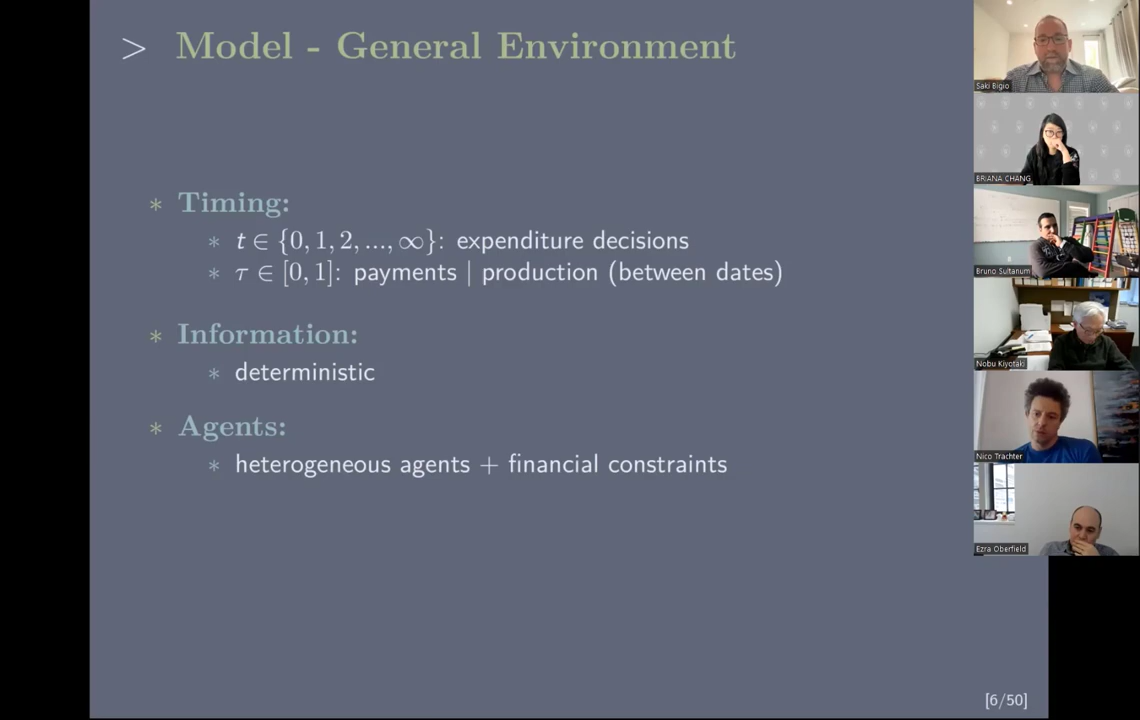 > Model - General Environment
* Timing:
* t ∈ {0, 1, 2, ..., ∞}: expenditure decisions
* τ ∈ [0, 1]: payments | production (between dates)
* Information:
* deterministic
* Agents:
* heterogeneous agents + financial constraints
[6/50]
Saki Bigio
BRIANA CHANG
Bruno Sultanum
Nobu Kiyotaki
Nico Trachter
Ezra Oberfield